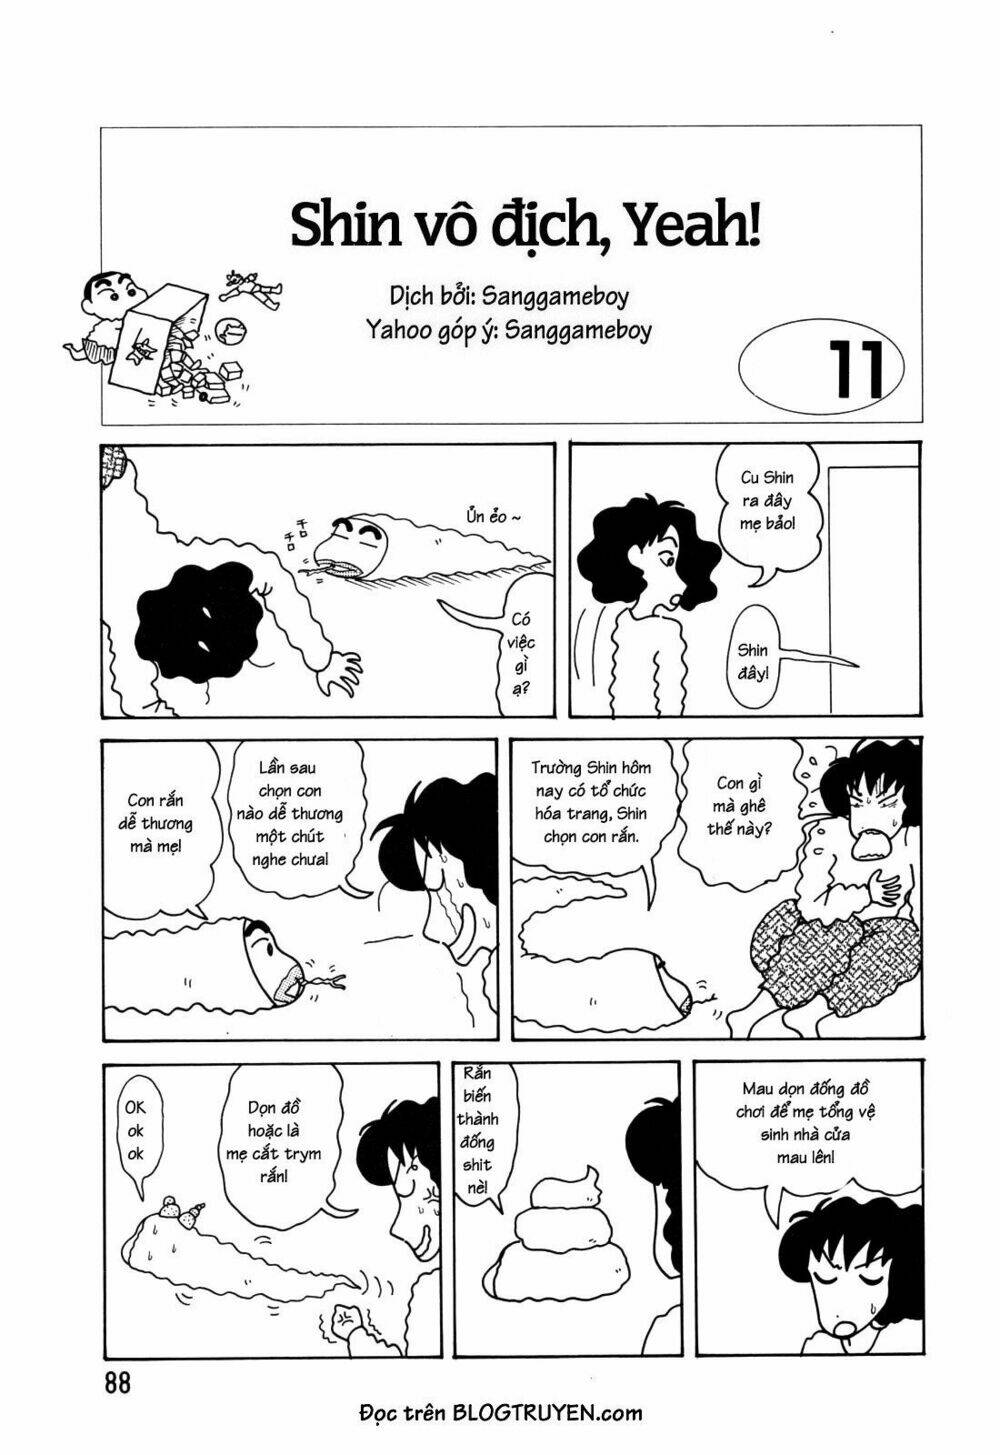 Shin vô địch, Yeah!
Dịch bởi: Sanggameboy
Yahoo góp ý: Sanggameboy
11
Cu Shin
ra đây
mẹ bảo!
Shin
đây!
Ủn ẻo ~
チロ
チロ
Có
việc
gì
ạ?
Con gì
mà ghê
thế này?
Trường Shin hôm
nay có tổ chức
hóa trang, Shin
chọn con rắn.
Lần sau
chọn con
nào dễ thương
một chút
nghe chưa!
Con rắn
dễ thương
mà mẹ!
Mau dọn đống đồ
chơi để mẹ tổng vệ
sinh nhà cửa
mau lên!
Rắn
biến
thành
đống
shit
nè!
Dọn đồ
hoặc là
mẹ cắt trym
rắn!
OK
ok
ok
88
Đọc trên BLOGTRUYEN.com